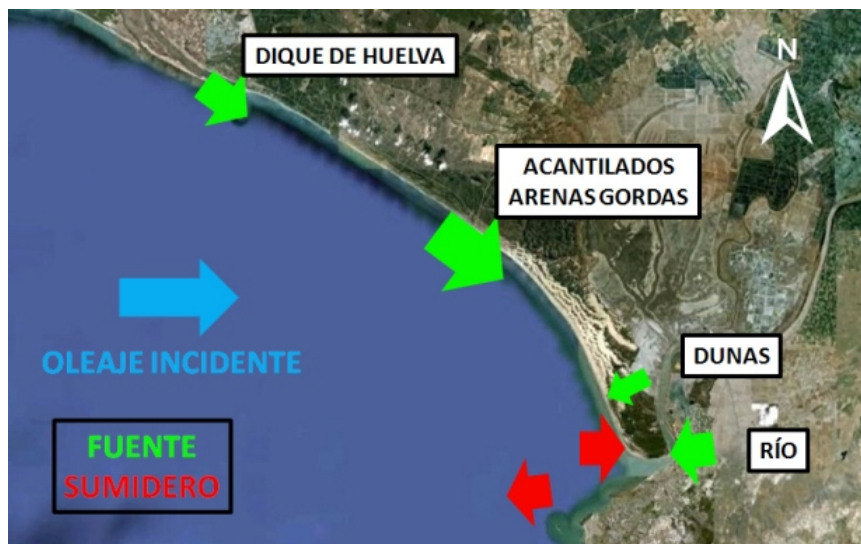 DIQUE DE HUELVA
N
ACANTILADOS
ARENAS GORDAS
OLEAJE INCIDENTE
DUNAS
FUENTE
SUMIDERO
RÍO